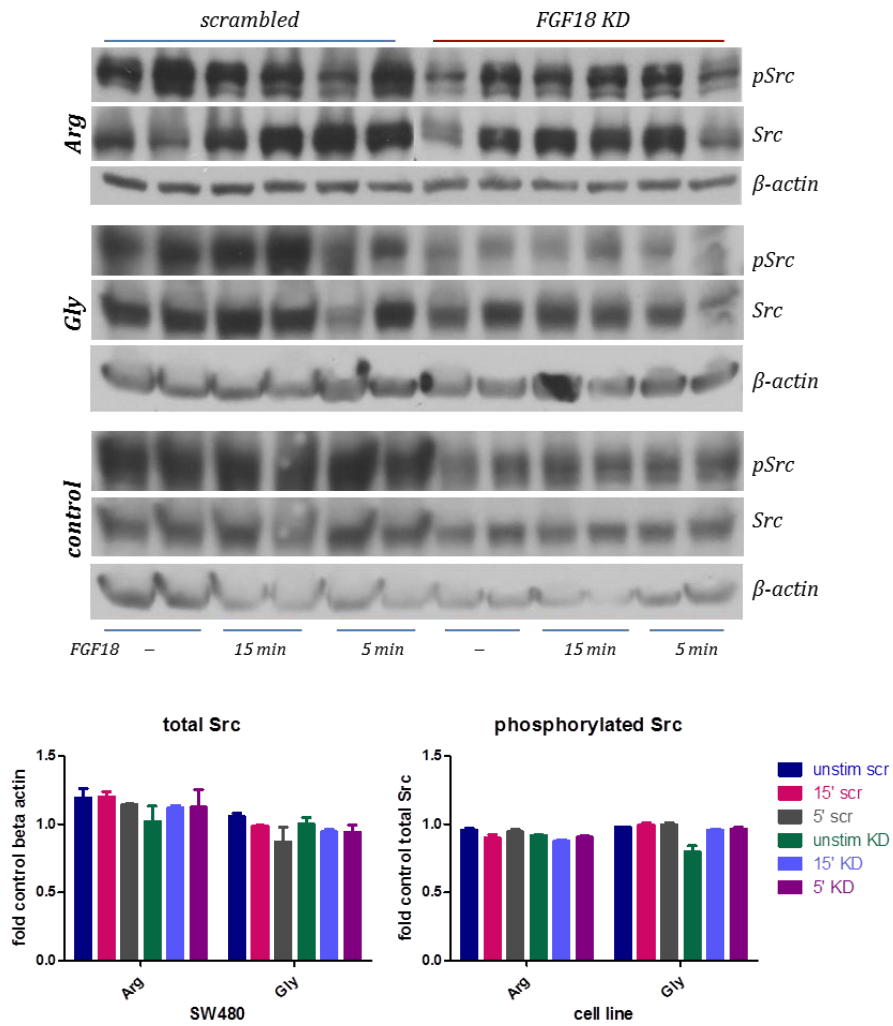 scrambled FGF18 KD
Arg
pSrc
Src
β-actin
Gly
pSrc
Src
β-actin
control
pSrc
Src
β-actin
FGF18 – 15 min 5 min – 15 min 5 min
total Src
fold control beta actin
1.5
1.0
0.5
0.0
Arg Gly
SW480
phosphorylated Src
fold control total Src
1.5
1.0
0.5
0.0
Arg Gly
cell line
unstim scr
15' scr
5' scr
unstim KD
15' KD
5' KD